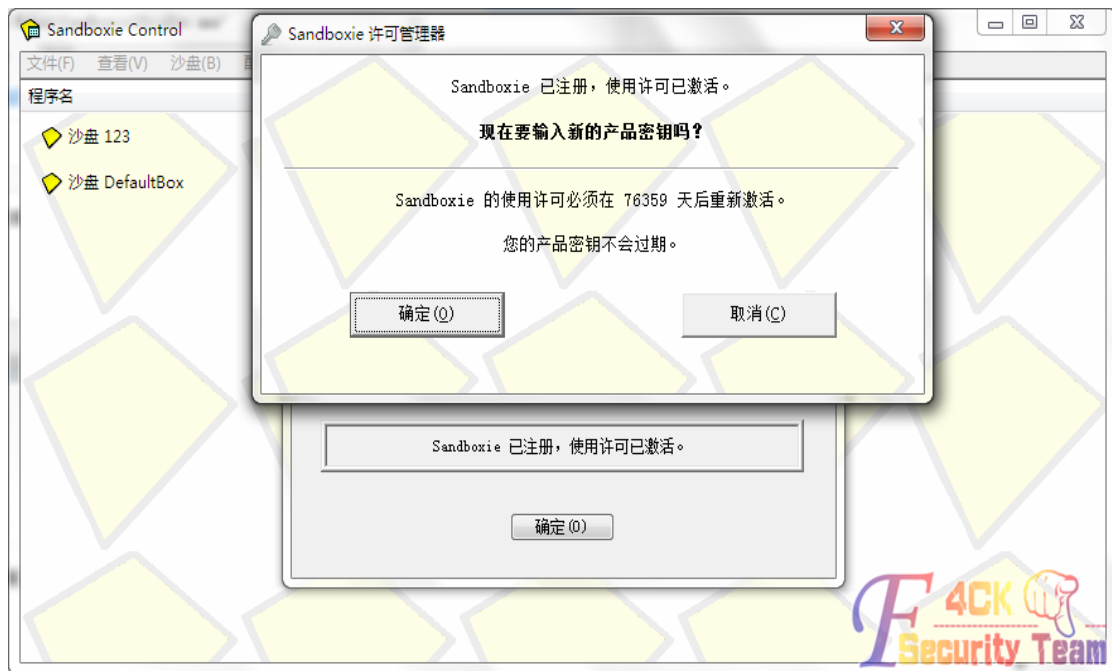 Sandboxie Control
文件(F) 查看(V) 沙盘(B)
程序名
沙盘 123
沙盘 DefaultBox
Sandboxie 许可管理器
Sandboxie 已注册，使用许可已激活。
现在要输入新的产品密钥吗？
Sandboxie 的使用许可必须在 76359 天后重新激活。
您的产品密钥不会过期。
确定(O)
取消(C)
Sandboxie 已注册，使用许可已激活。
确定(O)
F4CK
Security Team